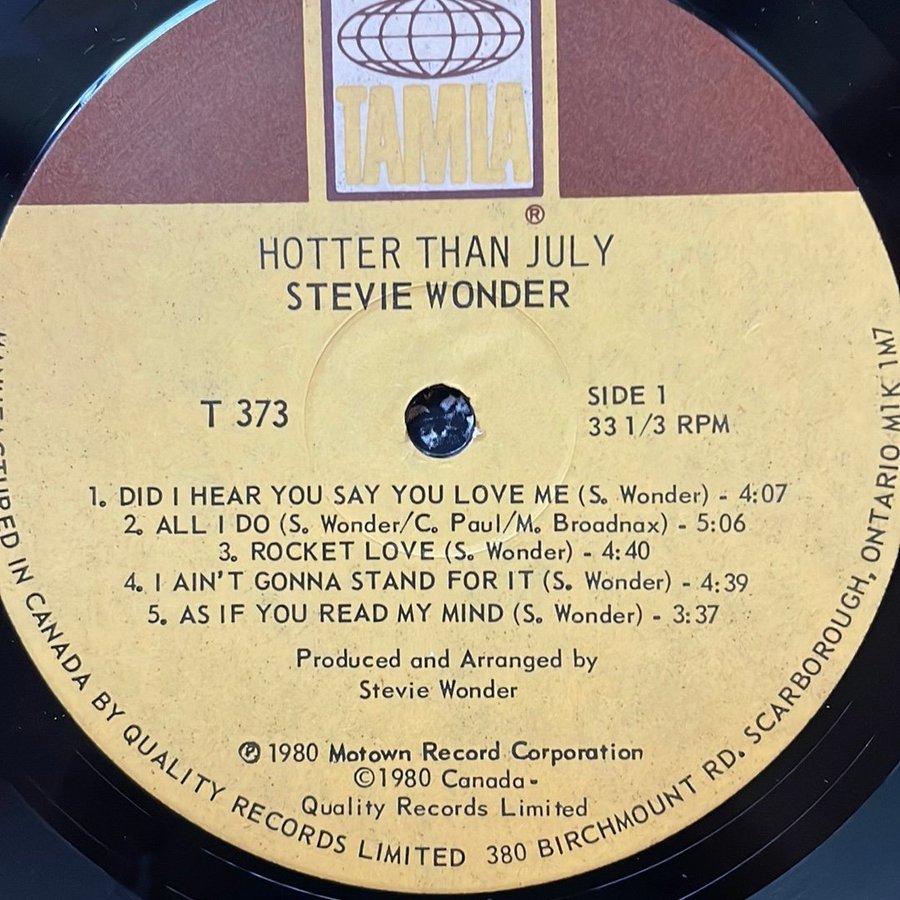 TAMLA
®
HOTTER THAN JULY
STEVIE WONDER
T 373
SIDE 1
33 1/3 RPM
1. DID I HEAR YOU SAY YOU LOVE ME (S. Wonder) - 4:07
2. ALL I DO (S. Wonder/C. Paul/M. Broadnax) - 5:06
3. ROCKET LOVE (S. Wonder) - 4:40
4. I AIN'T GONNA STAND FOR IT (S. Wonder) - 4:39
5. AS IF YOU READ MY MIND (S. Wonder) - 3:37
Produced and Arranged by
Stevie Wonder
℗ 1980 Motown Record Corporation
©1980 Canada-
Quality Records Limited
MANUFACTURED IN CANADA BY QUALITY RECORDS LIMITED 380 BIRCHMOUNT RD. SCARBOROUGH, ONTARIO M1K 1M7